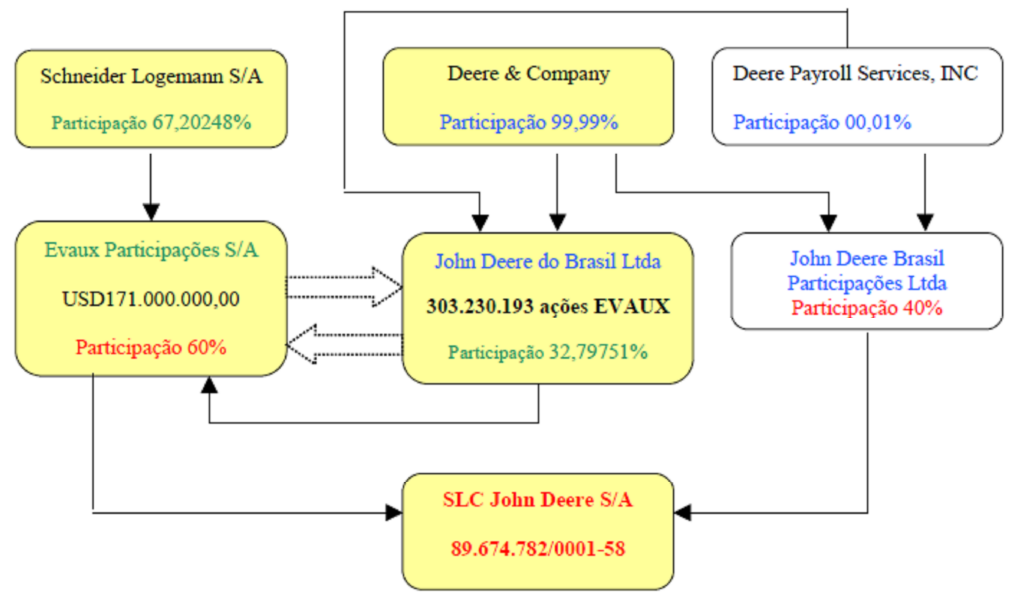 Schneider Logemann S/A
Participação 67,20248%
Deere & Company
Participação 99,99%
Deere Payroll Services, INC
Participação 00,01%
Evaux Participações S/A
USD171.000.000,00
Participação 60%
John Deere do Brasil Ltda
303.230.193 ações EVAUX
Participação 32,79751%
John Deere Brasil
Participações Ltda
Participação 40%
SLC John Deere S/A
89.674.782/0001-58